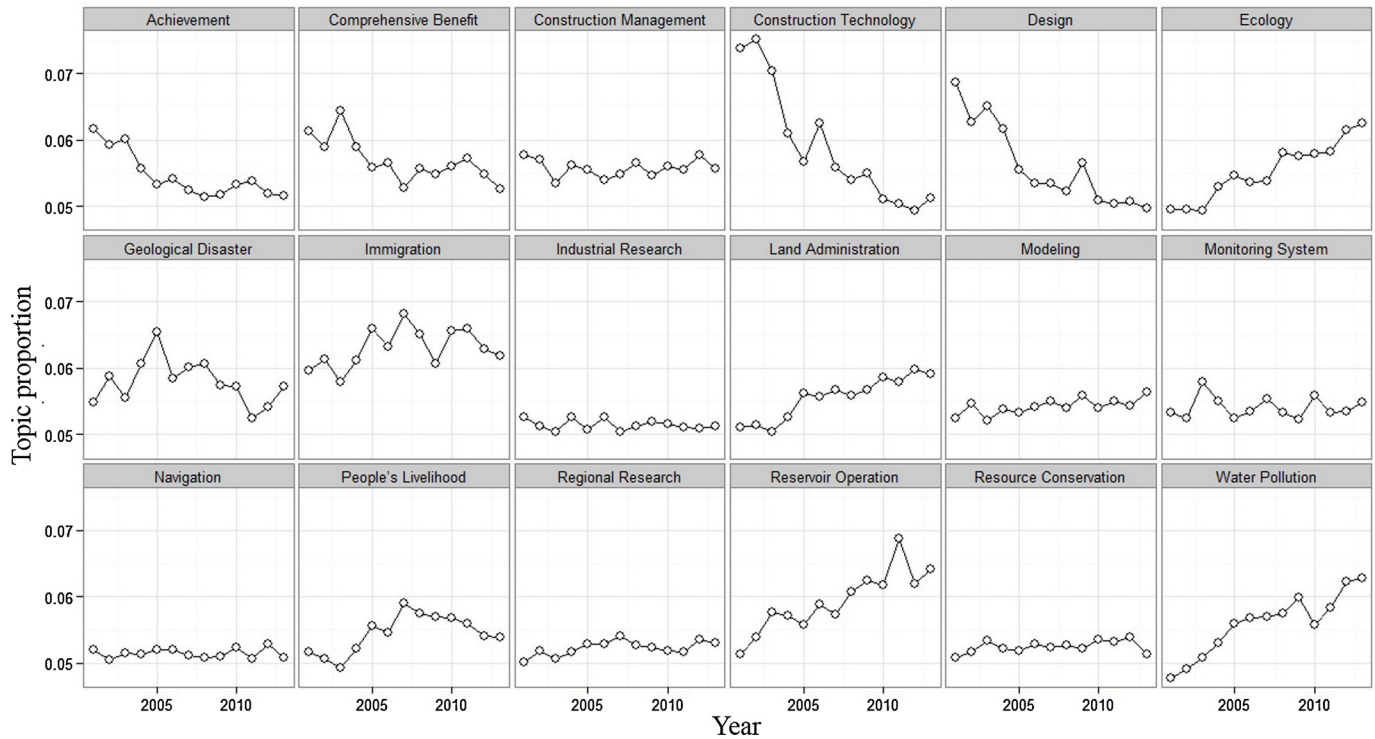 Achievement Comprehensive Benefit Construction Management Construction Technology Design Ecology
0.07
0.06
0.05
Geological Disaster Immigration Industrial Research Land Administration Modeling Monitoring System
0.07
0.06
0.05
Topic proportion
Navigation People's Livelihood Regional Research Reservoir Operation Resource Conservation Water Pollution
0.07
0.06
0.05
2005 2010 2005 2010 2005 2010 2005 2010 2005 2010 2005 2010
Year